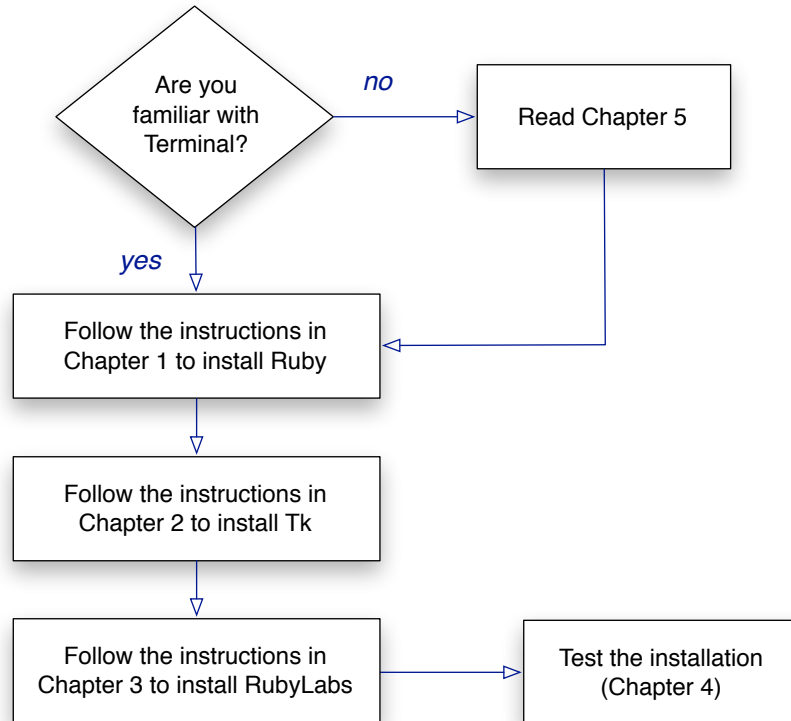 Are you
familiar with
Terminal?
no
Read Chapter 5
yes
Follow the instructions in
Chapter 1 to install Ruby
Follow the instructions in
Chapter 2 to install Tk
Follow the instructions in
Chapter 3 to install RubyLabs
Test the installation
(Chapter 4)